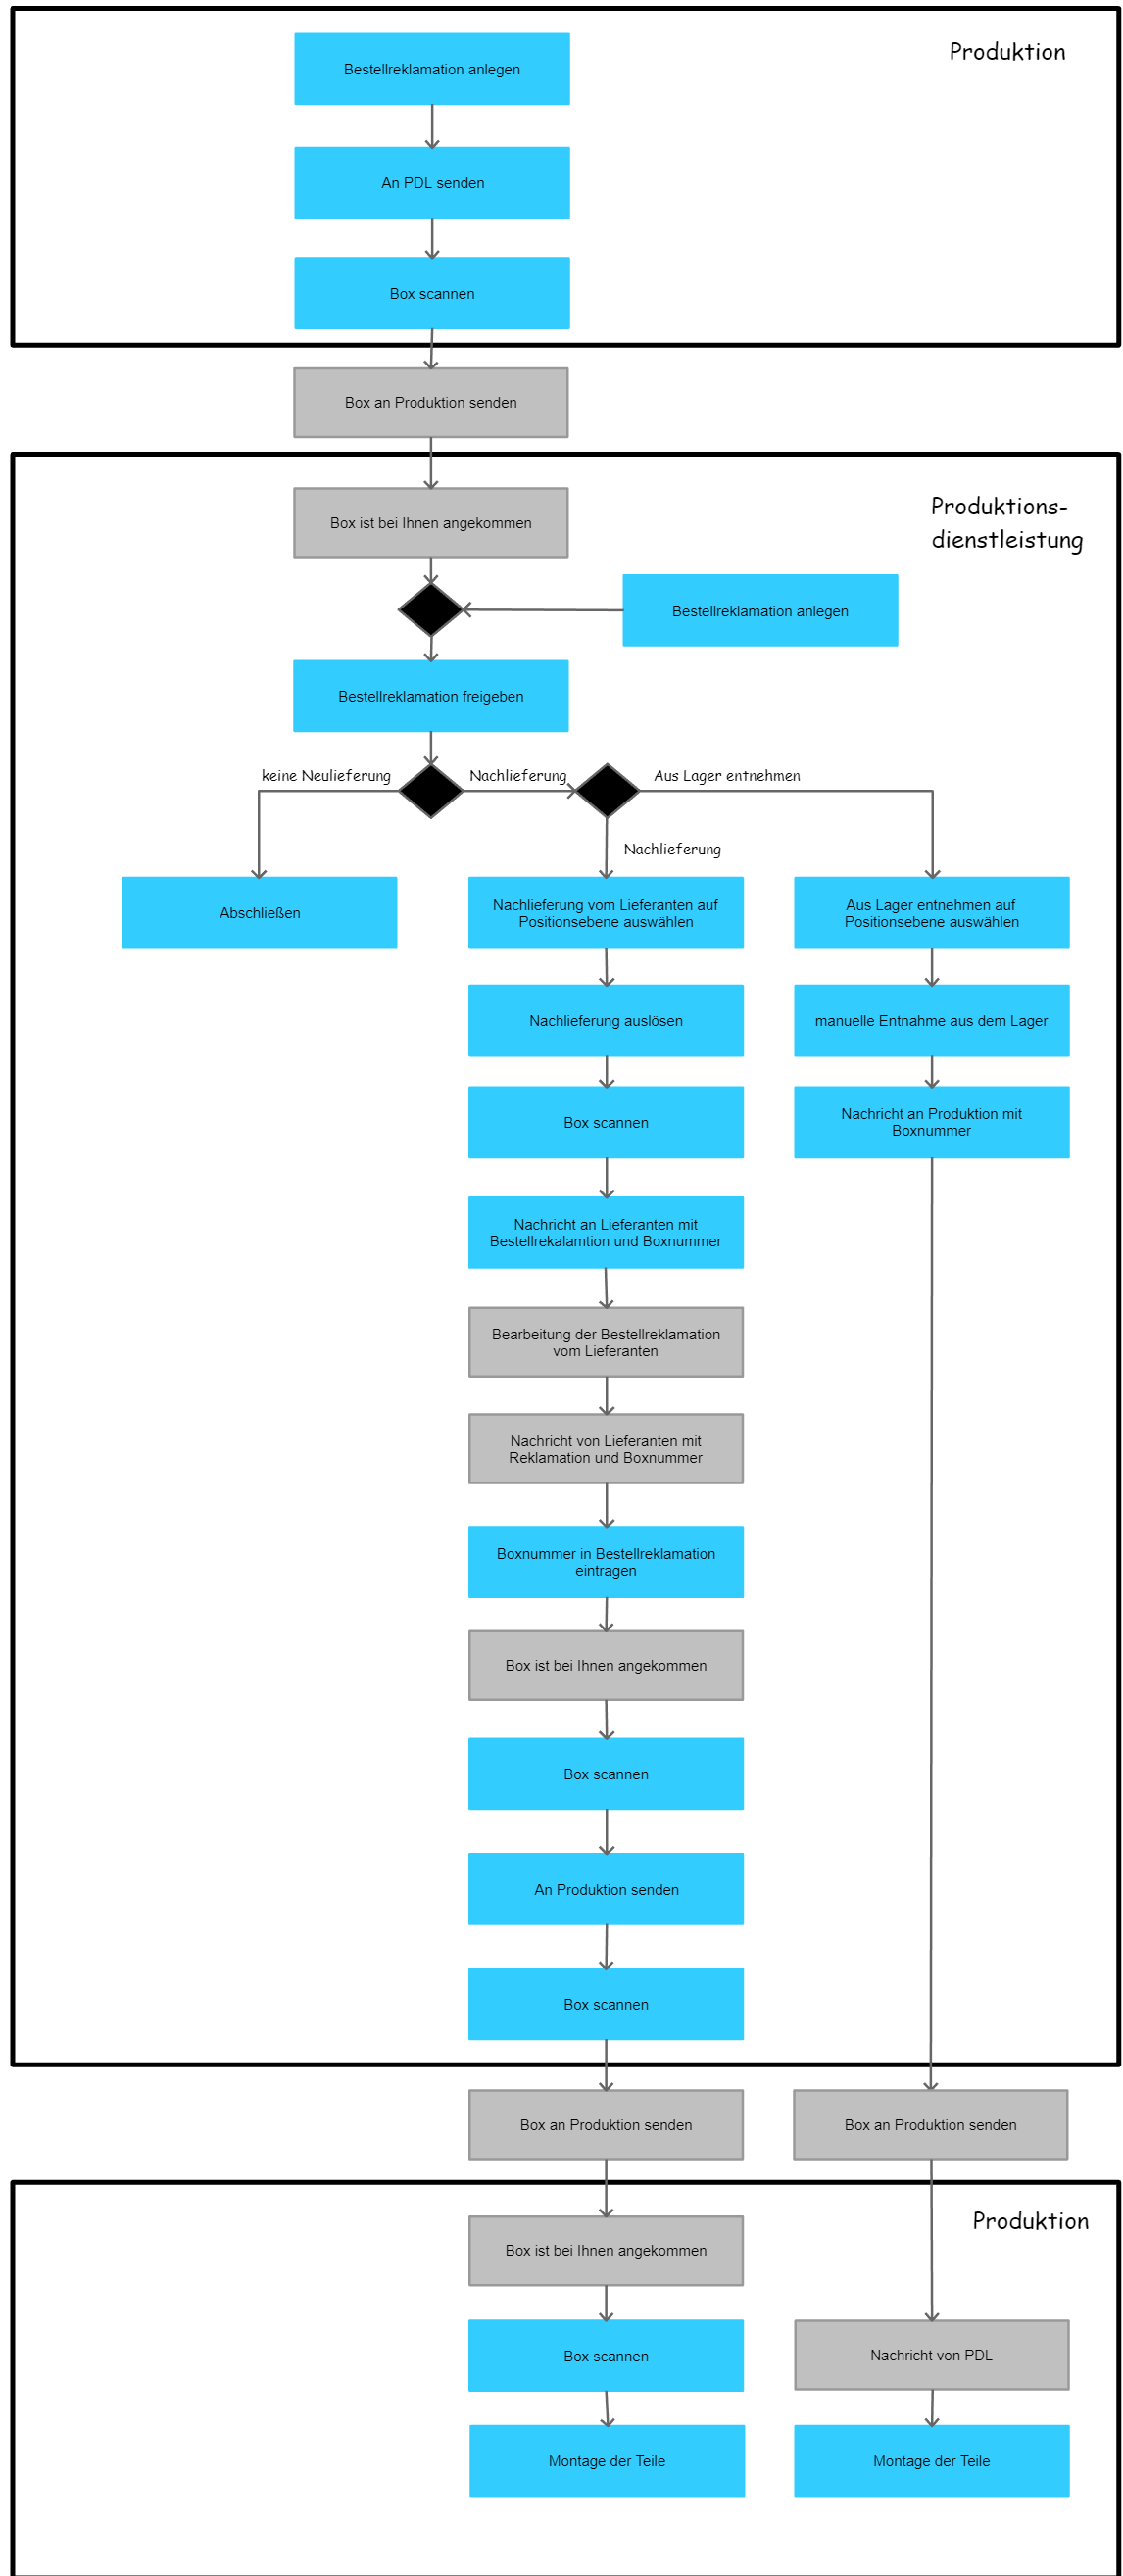 Produktion
Bestellreklamation anlegen
An PDL senden
Box scannen
Box an Produktion senden
Produktions-
dienstleistung
Box ist bei Ihnen angekommen
Bestellreklamation anlegen
Bestellreklamation freigeben
keine Neulieferung
Nachlieferung
Aus Lager entnehmen
Nachlieferung
Abschließen
Nachlieferung vom Lieferanten auf
Positionsebene auswählen
Aus Lager entnehmen auf
Positionsebene auswählen
Nachlieferung auslösen
manuelle Entnahme aus dem Lager
Box scannen
Nachricht an Produktion mit
Boxnummer
Nachricht an Lieferanten mit
Bestellrekalamtion und Boxnummer
Bearbeitung der Bestellreklamation
vom Lieferanten
Nachricht von Lieferanten mit
Reklamation und Boxnummer
Boxnummer in Bestellreklamation
eintragen
Box ist bei Ihnen angekommen
Box scannen
An Produktion senden
Box scannen
Box an Produktion senden
Box an Produktion senden
Produktion
Box ist bei Ihnen angekommen
Box scannen
Nachricht von PDL
Montage der Teile
Montage der Teile